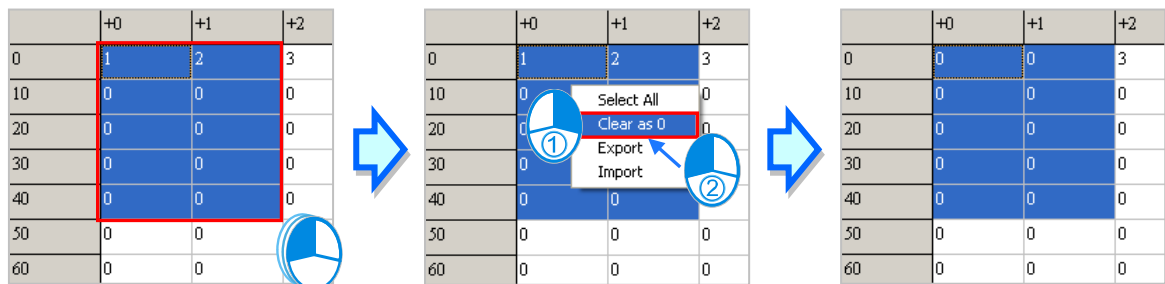 +0 +1 +2
0 1 2 3
10 0 0 0
20 0 0 0
30 0 0 0
40 0 0 0
50 0 0
60 0 0
+0 +1 +2
0 1 2 3
10 0 0
Select All
20 0 0
Clear as 0
①
Export
30 0
Import
②
40 0 0
50 0 0 0
60 0 0 0
+0 +1 +2
0 0 0 3
10 0 0 0
20 0 0 0
30 0 0 0
40 0 0 0
50 0 0 0
60 0 0 0